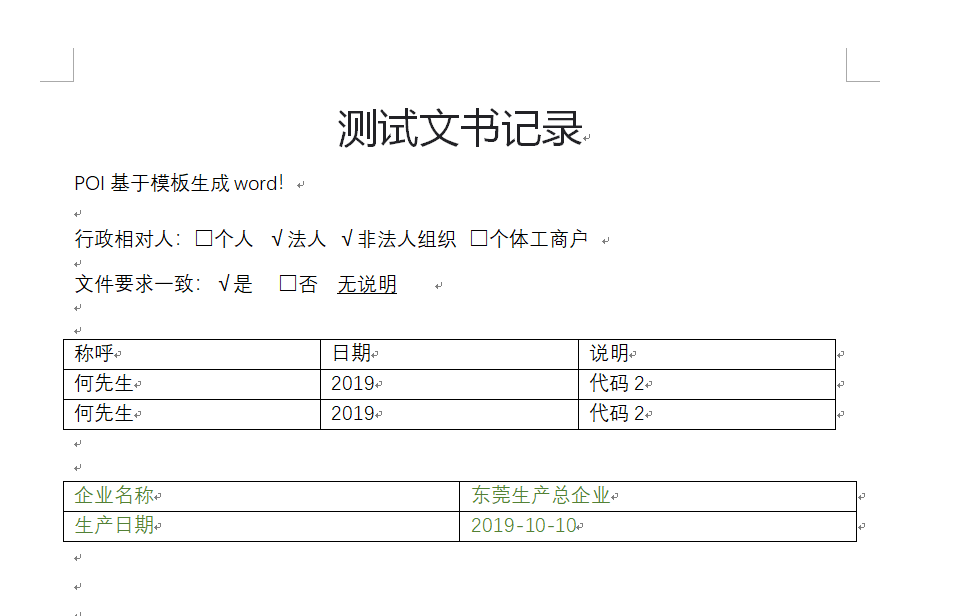 测试文书记录
POI 基于模板生成 word！
行政相对人：□个人 √法人 √非法人组织 □个体工商户
文件要求一致： √是 □否 无说明
称呼 日期 说明
何先生 2019 代码 2
何先生 2019 代码 2
企业名称 东莞生产总企业
生产日期 2019-10-10